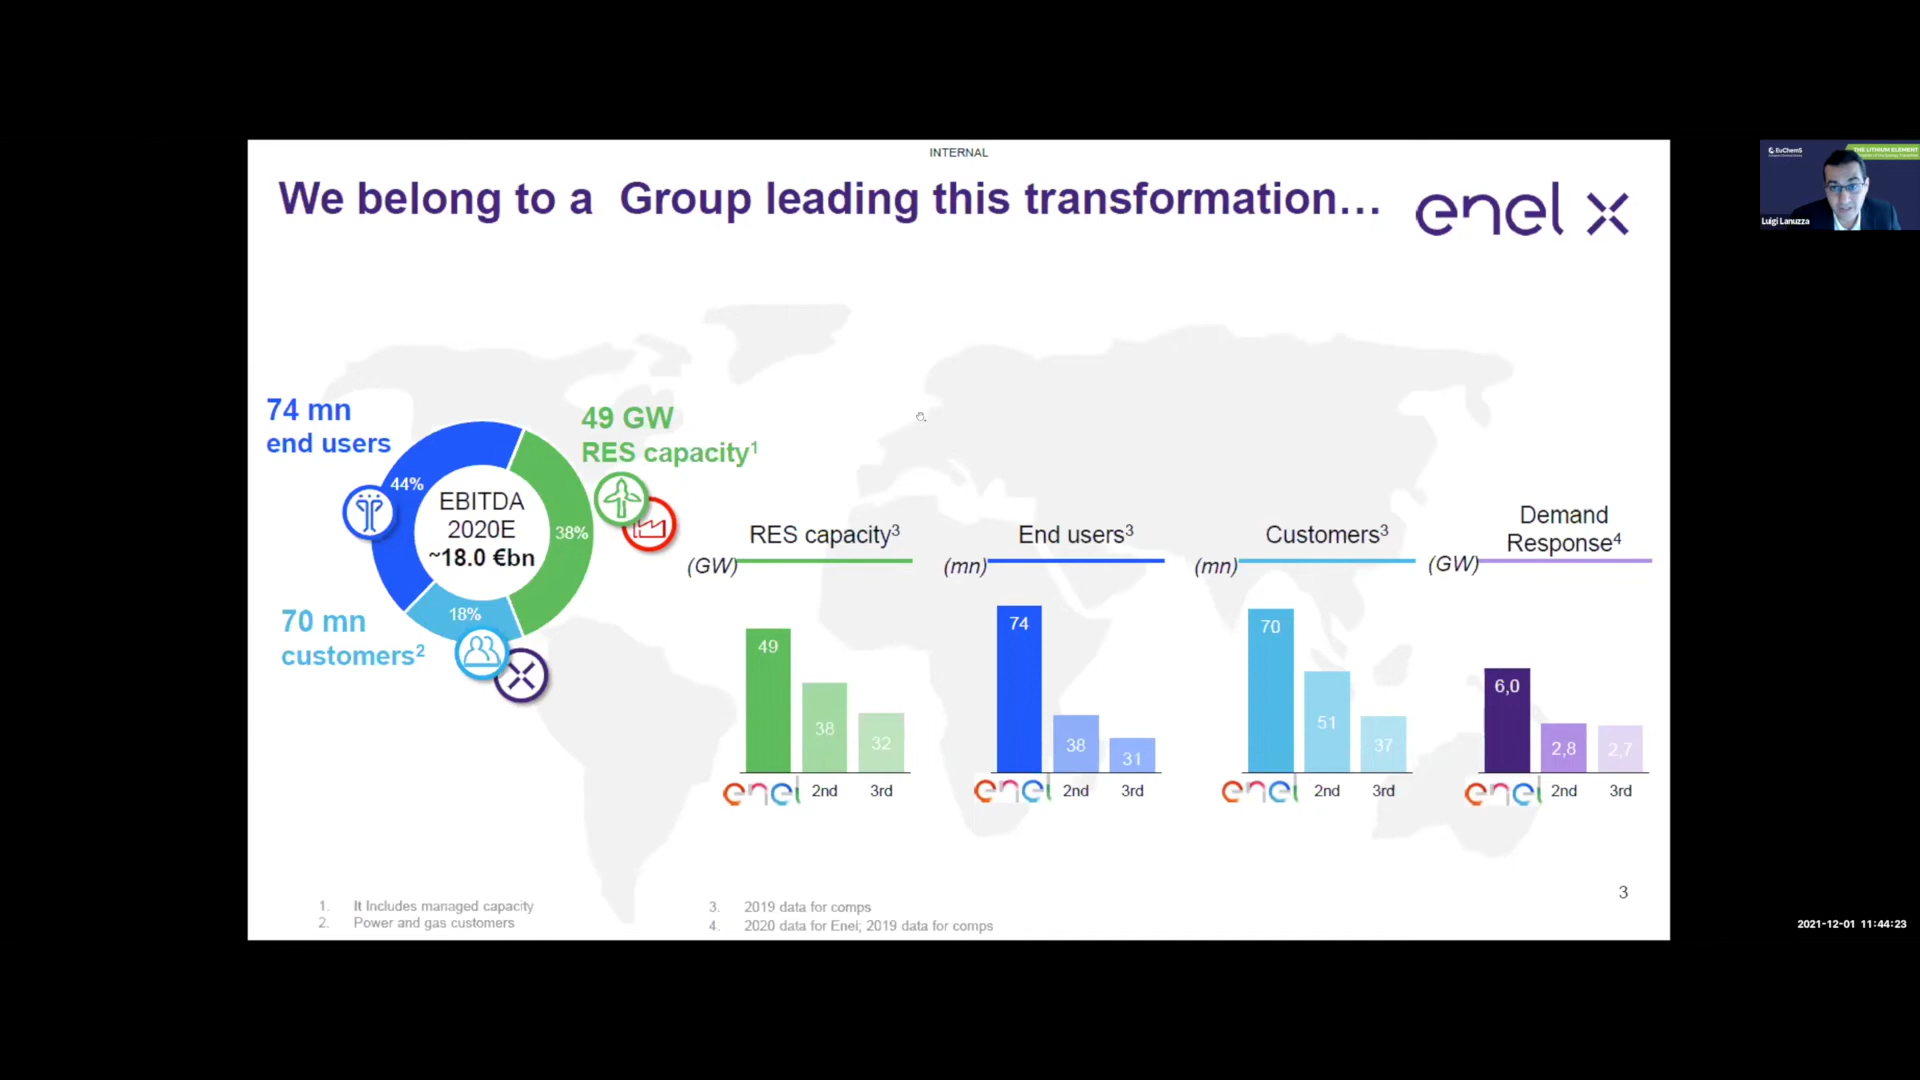 INTERNAL
We belong to a Group leading this transformation...
enel x
EuChemS
THE LITHIUM ELEMENT
Luigi Lanuzza
74 mn
end users
49 GW
RES capacity1
44%
EBITDA
2020E
~18.0 €bn
38%
18%
70 mn
customers2
RES capacity3
(GW)
49
38
32
enel 2nd 3rd
End users3
(mn)
74
38
31
enel 2nd 3rd
Customers3
(mn)
70
51
37
enel 2nd 3rd
Demand
Response4
(GW)
6,0
2,8
2,7
enel 2nd 3rd
1. It Includes managed capacity
2. Power and gas customers
3. 2019 data for comps
4. 2020 data for Enel; 2019 data for comps
3
2021-12-01 11:44:23